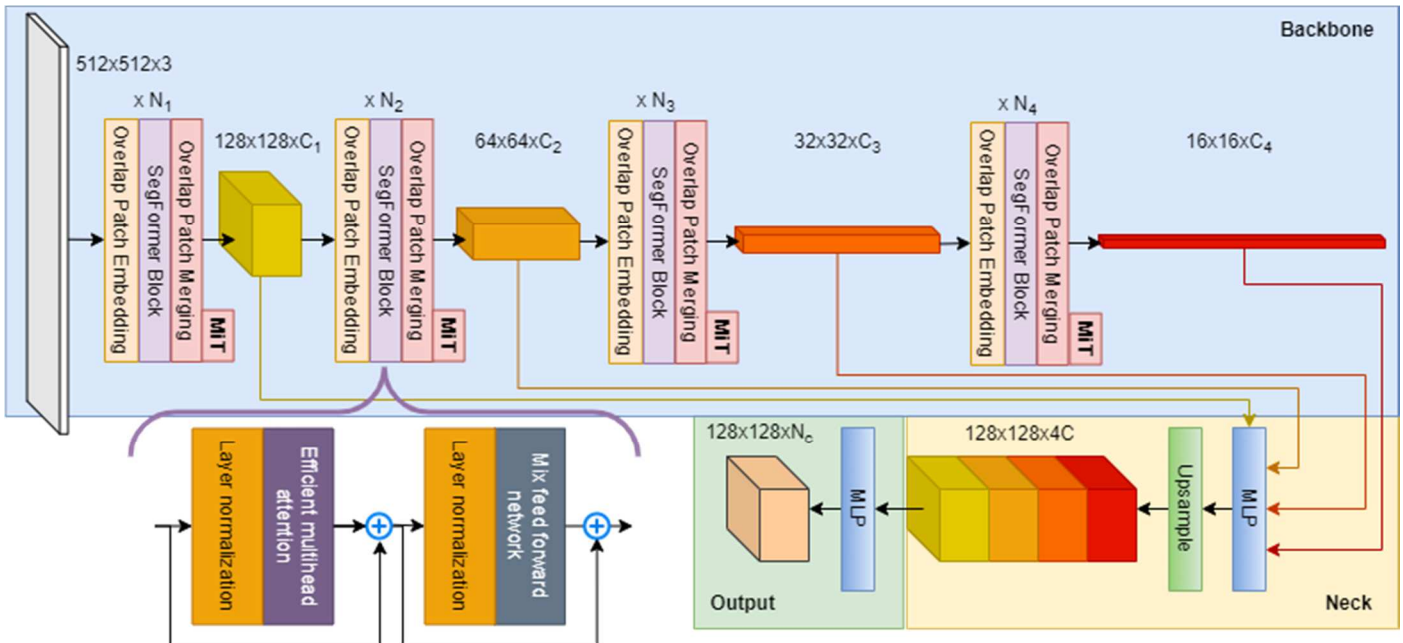 Backbone
512x512x3
x N1
x N2
x N3
x N4
128x128xC1
64x64xC2
32x32xC3
16x16xC4
Overlap Patch Embedding
SegFormer Block
Overlap Patch Merging
MiT
Overlap Patch Embedding
SegFormer Block
Overlap Patch Merging
MiT
Overlap Patch Embedding
SegFormer Block
Overlap Patch Merging
MiT
Overlap Patch Embedding
SegFormer Block
Overlap Patch Merging
MiT
Layer normalization
Efficient multihead
attention
Layer normalization
Mix feed forward
network
128x128xNc
MLP
Output
128x128x4C
Upsample
MLP
Neck